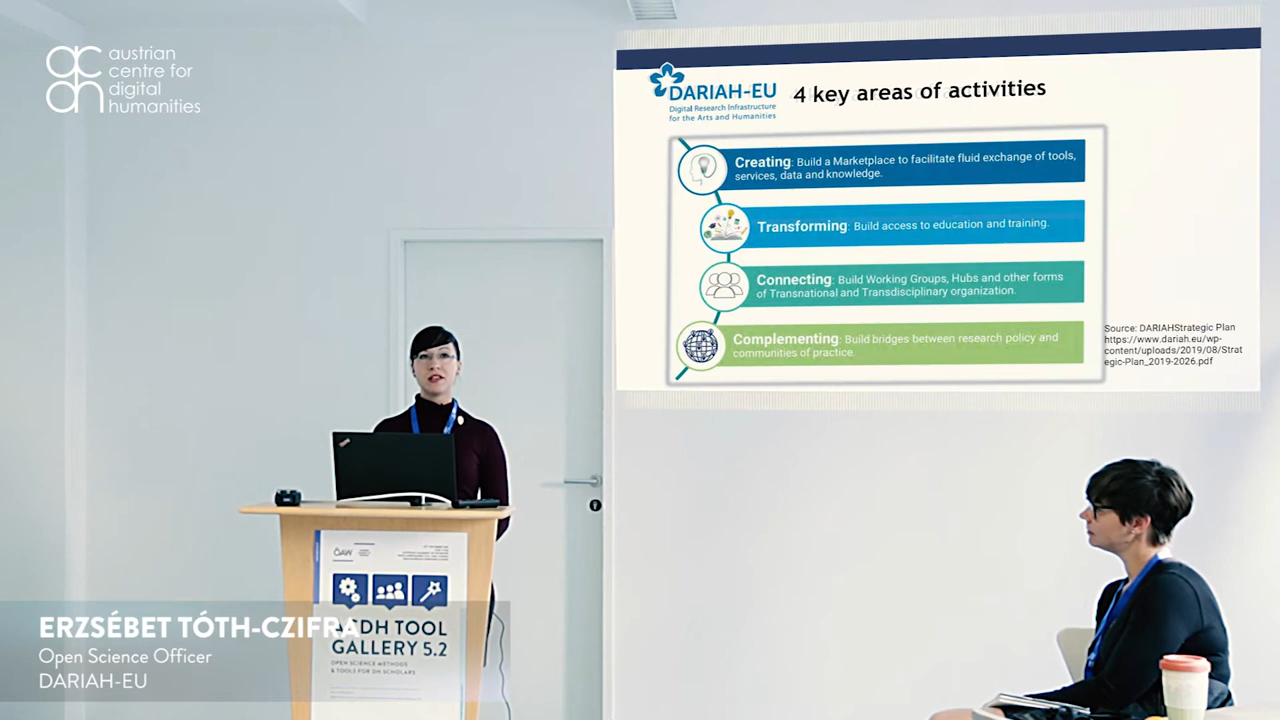 austrian
centre for
digital
humanities
DARIAH-EU
Digital Research Infrastructure
for the Arts and Humanities
4 key areas of activities
Creating: Build a Marketplace to facilitate fluid exchange of tools,
services, data and knowledge.
Transforming: Build access to education and training.
Connecting: Build Working Groups, Hubs and other forms
of Transnational and Transdisciplinary organization.
Complementing: Build bridges between research policy and
communities of practice.
Source: DARIAHStrategic Plan
https://www.dariah.eu/wp-
content/uploads/2019/08/Strat
egic-Plan_2019-2026.pdf
ÖAW
ACDH TOOL
GALLERY 5.2
OPEN SCIENCE METHODS
& TOOLS FOR DH SCHOLARS
ERZSÉBET TÓTH-CZIFRA
Open Science Officer
DARIAH-EU